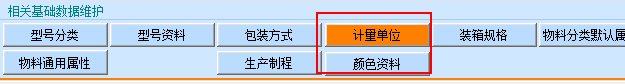 相关基础数据维护
型号分类 型号资料 包装方式 计量单位 装箱规格 物料分类默认属
物料通用属性 生产制程 颜色资料